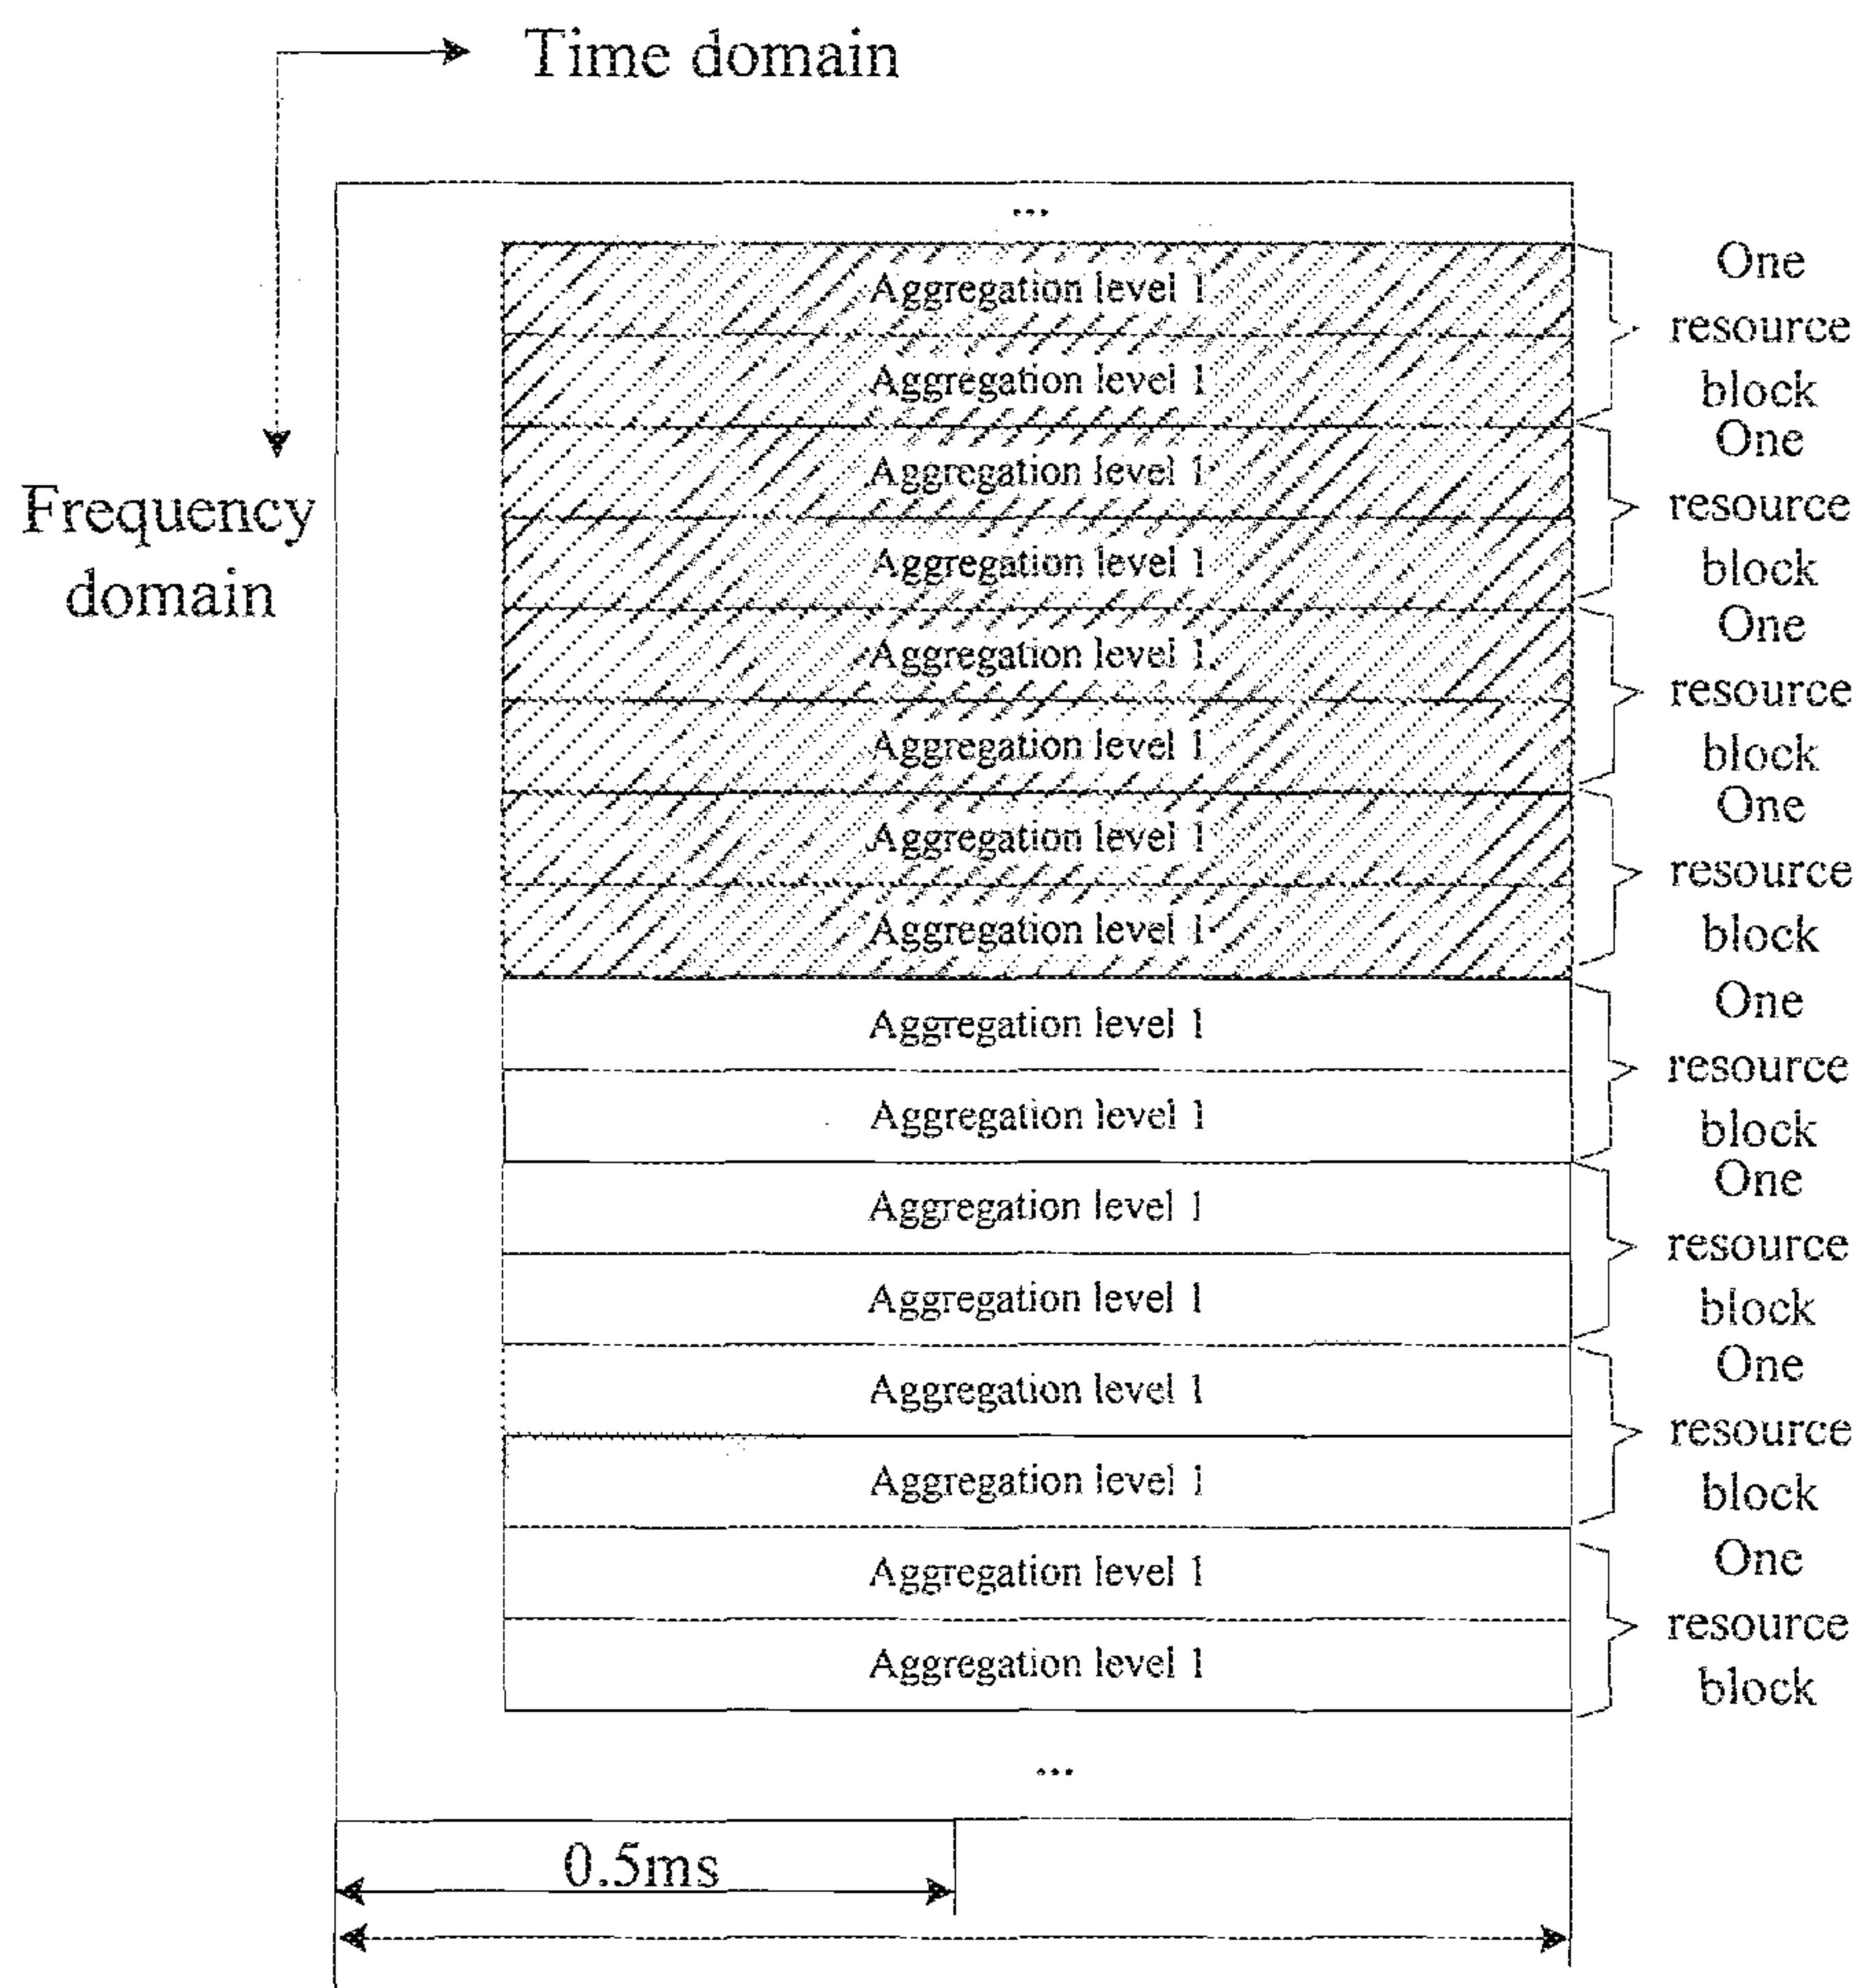 Time domain
Frequency
domain
...
Aggregation level 1
Aggregation level 1
One
resource
block
Aggregation level 1
Aggregation level 1
One
resource
block
Aggregation level 1
Aggregation level 1
One
resource
block
Aggregation level 1
Aggregation level 1
One
resource
block
Aggregation level 1
Aggregation level 1
One
resource
block
Aggregation level 1
Aggregation level 1
One
resource
block
Aggregation level 1
Aggregation level 1
One
resource
block
Aggregation level 1
Aggregation level 1
One
resource
block
...
0.5ms